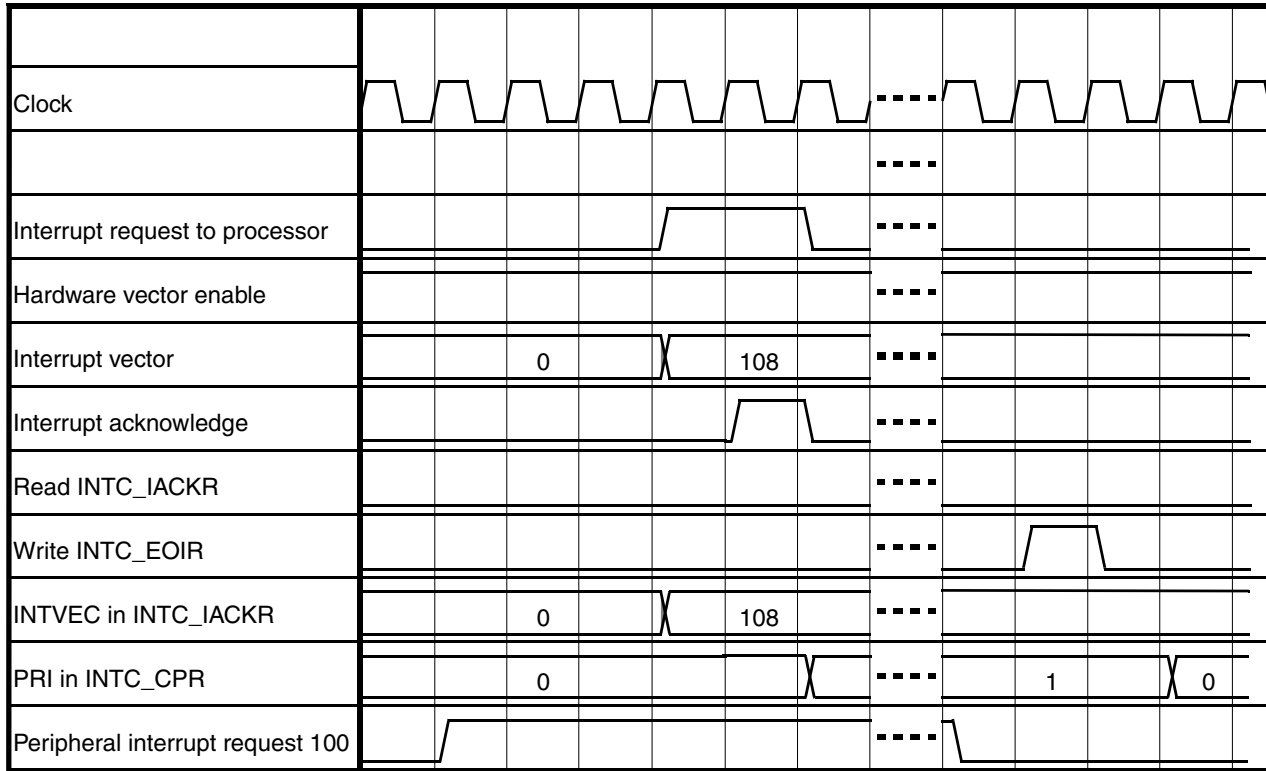 Clock
Interrupt request to processor
Hardware vector enable
Interrupt vector 0 108
Interrupt acknowledge
Read INTC_IACKR
Write INTC_EOIR
INTVEC in INTC_IACKR 0 108
PRI in INTC_CPR 0 1 0
Peripheral interrupt request 100